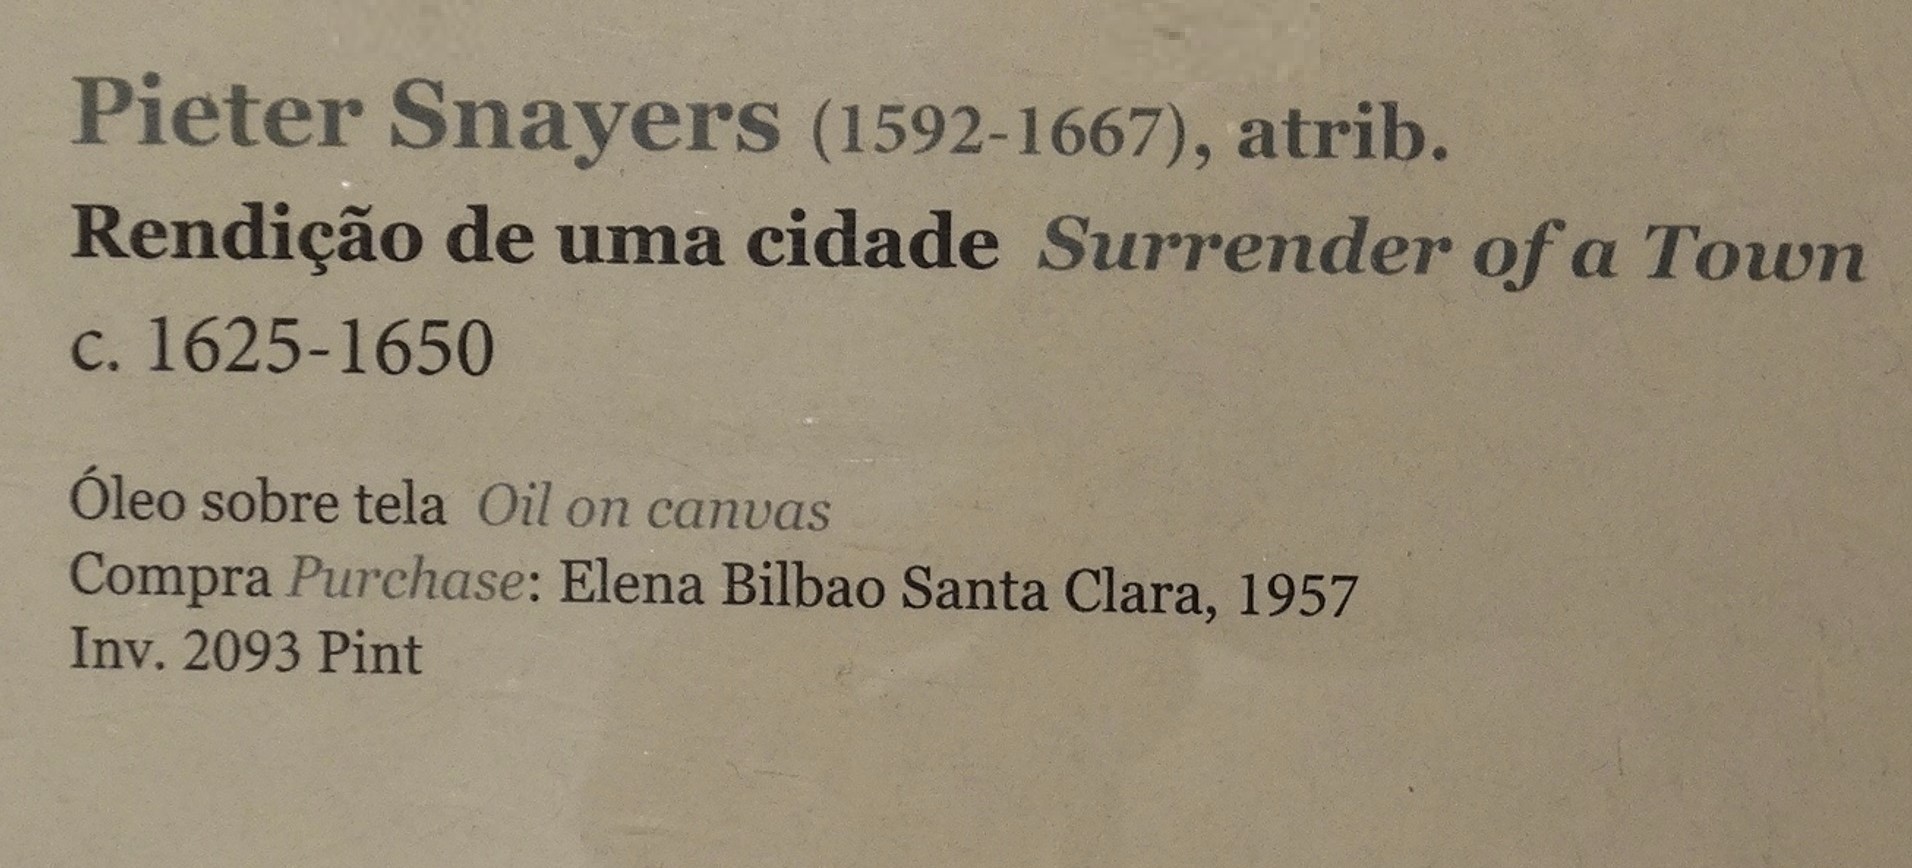 Pieter Snayers (1592-1667), atrib.
Rendição de uma cidade Surrender of a Town
c. 1625-1650
Óleo sobre tela Oil on canvas
Compra Purchase: Elena Bilbao Santa Clara, 1957
Inv. 2093 Pint